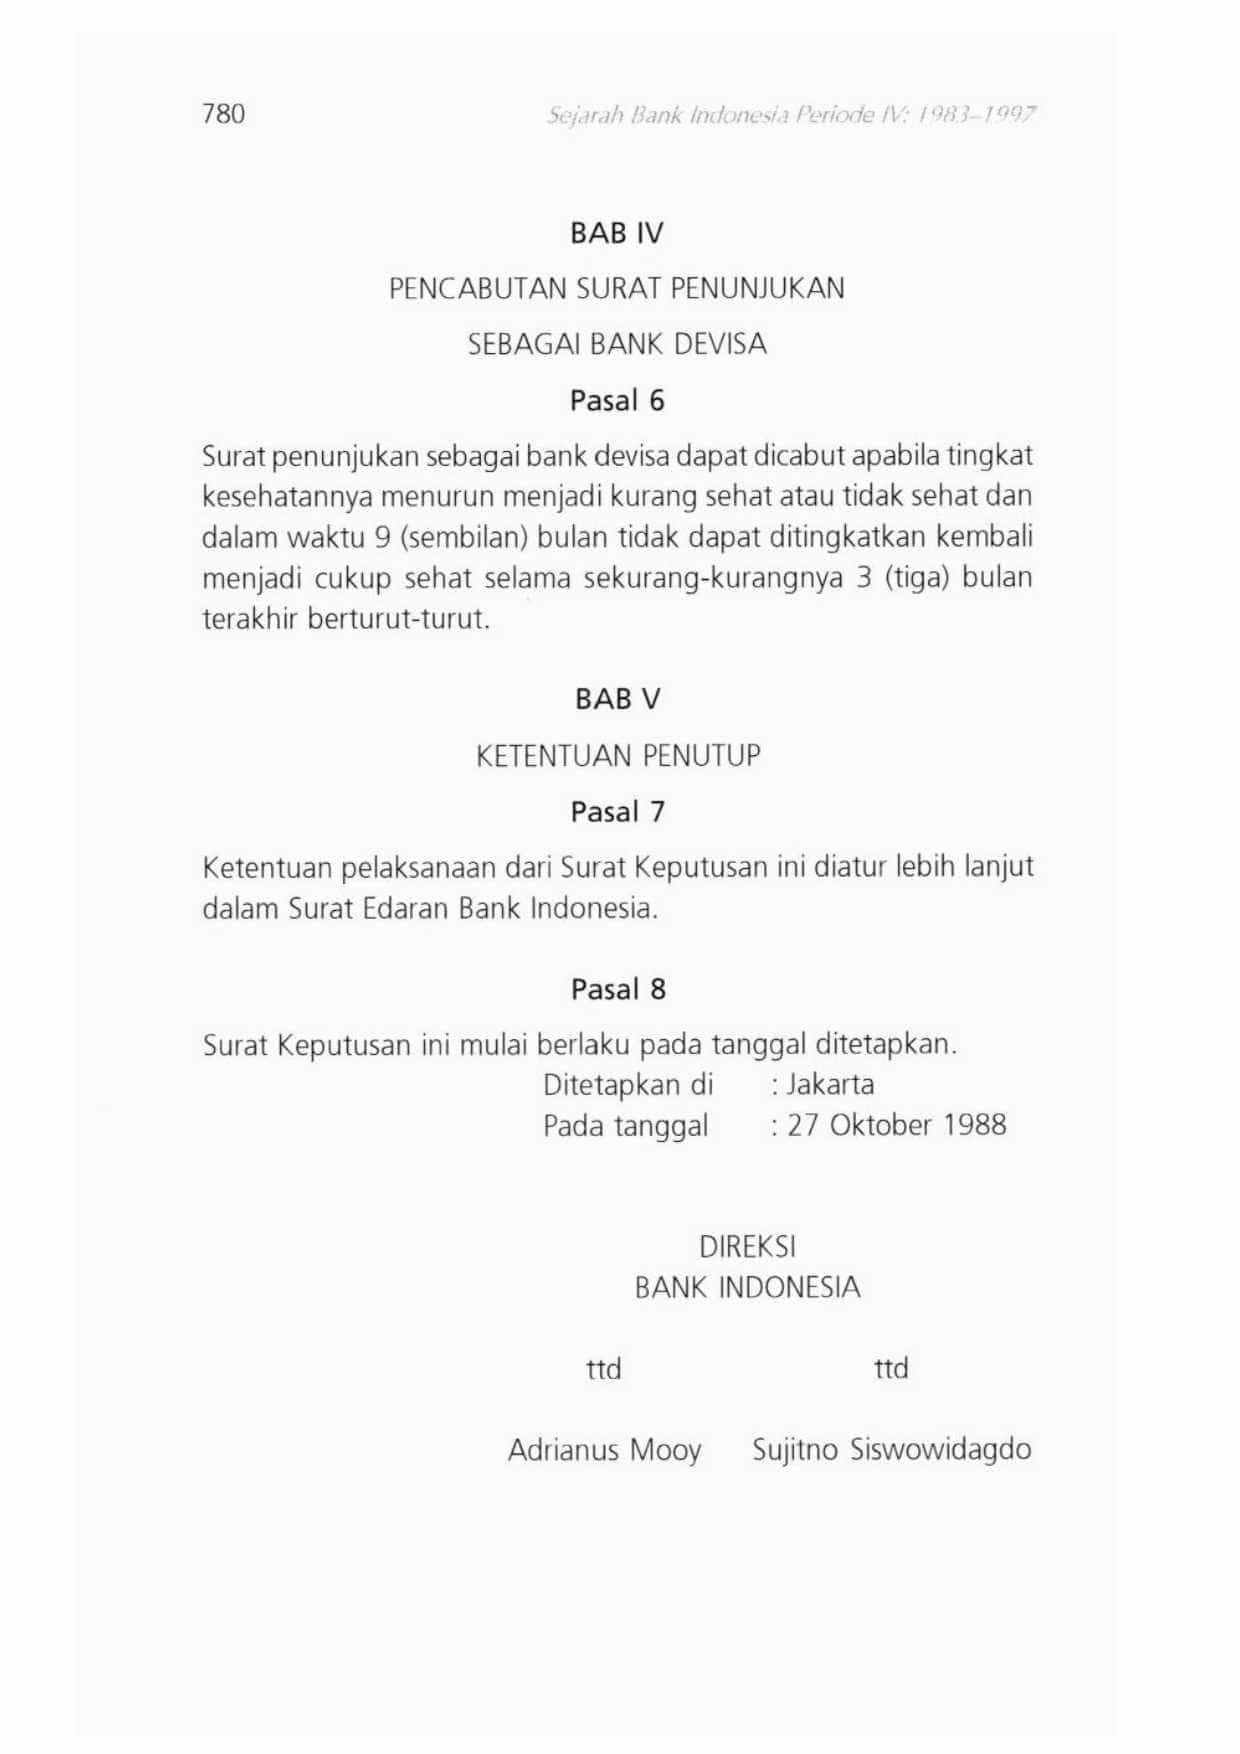 780 Sejarah Bank Indonesia Periode IV: 1983–1997
BAB IV
PENCABUTAN SURAT PENUNJUKAN
SEBAGAI BANK DEVISA
Pasal 6
Surat penunjukan sebagai bank devisa dapat dicabut apabila tingkat
kesehatannya menurun menjadi kurang sehat atau tidak sehat dan
dalam waktu 9 (sembilan) bulan tidak dapat ditingkatkan kembali
menjadi cukup sehat selama sekurang-kurangnya 3 (tiga) bulan
terakhir berturut-turut.
BAB V
KETENTUAN PENUTUP
Pasal 7
Ketentuan pelaksanaan dari Surat Keputusan ini diatur lebih lanjut
dalam Surat Edaran Bank Indonesia.
Pasal 8
Surat Keputusan ini mulai berlaku pada tanggal ditetapkan.
Ditetapkan di : Jakarta
Pada tanggal : 27 Oktober 1988
DIREKSI
BANK INDONESIA
ttd ttd
Adrianus Mooy Sujitno Siswowidagdo